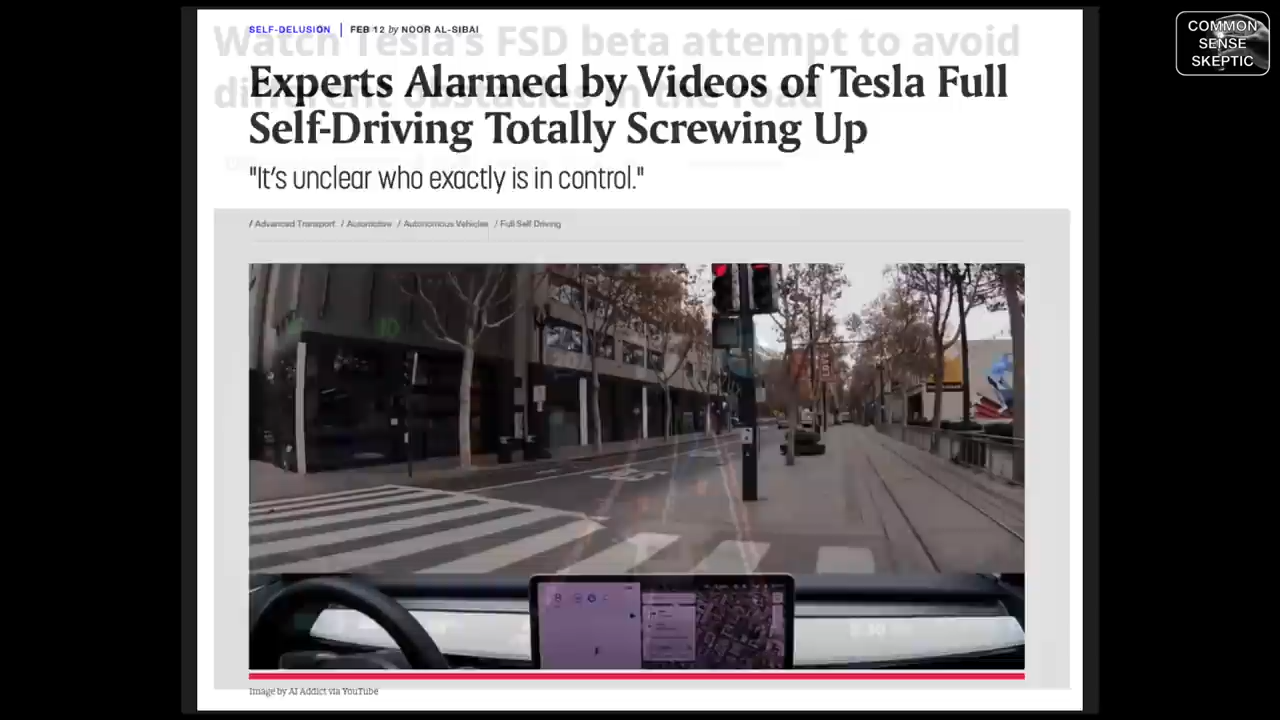 COMMON
SENSE
SKEPTIC
Watch Tesla's FSD beta attempt to avoid
different obstacles in the road
SELF-DELUSION | FEB 12 by NOOR AL-SIBAI
Experts Alarmed by Videos of Tesla Full
Self-Driving Totally Screwing Up
"It's unclear who exactly is in control."
/ Advanced Transport / Automotive / Autonomous Vehicles / Full Self Driving
Image by AI Addict via YouTube